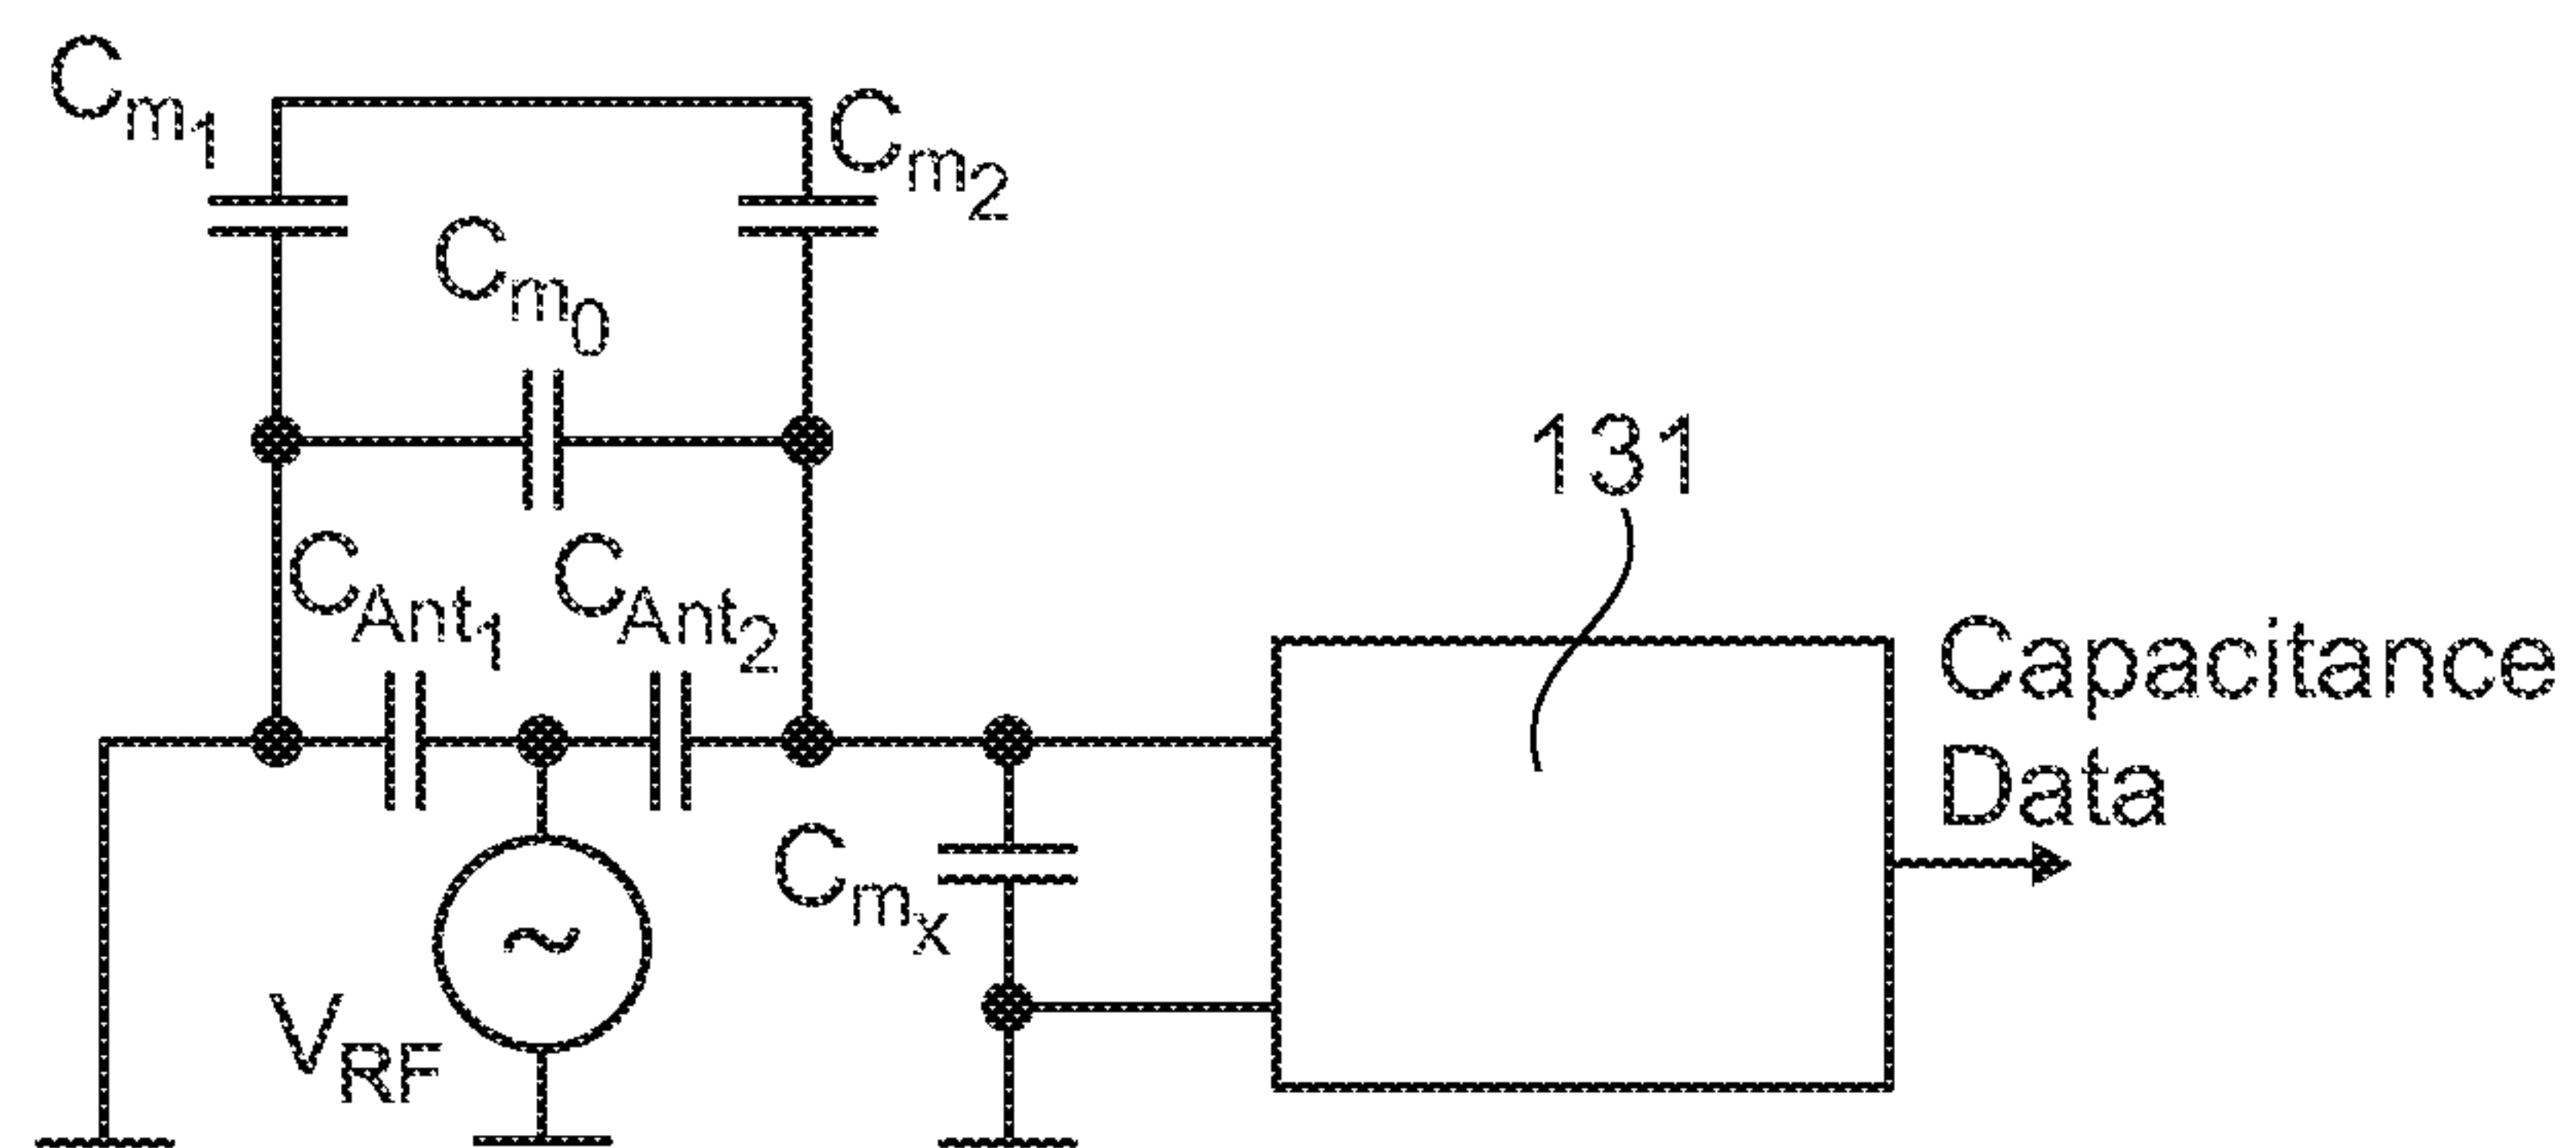 Cm1
Cm2
Cm0
131
CAnt1 CAnt2
Capacitance
Data
Cmx
~
VRF